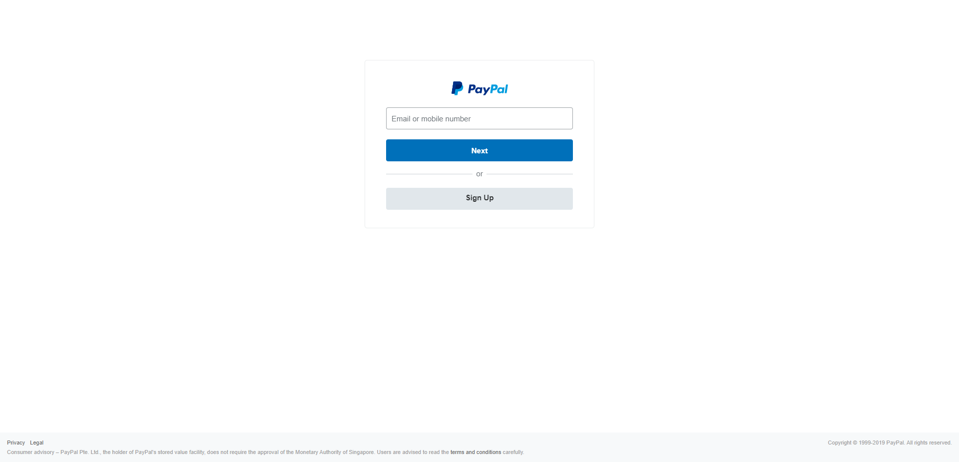 PayPal
Email or mobile number
Next
or
Sign Up
Privacy Legal
Copyright © 1999-2019 PayPal. All rights reserved.
Consumer advisory – PayPal Pte. Ltd., the holder of PayPal's stored value facility, does not require the approval of the Monetary Authority of Singapore. Users are advised to read the terms and conditions carefully.